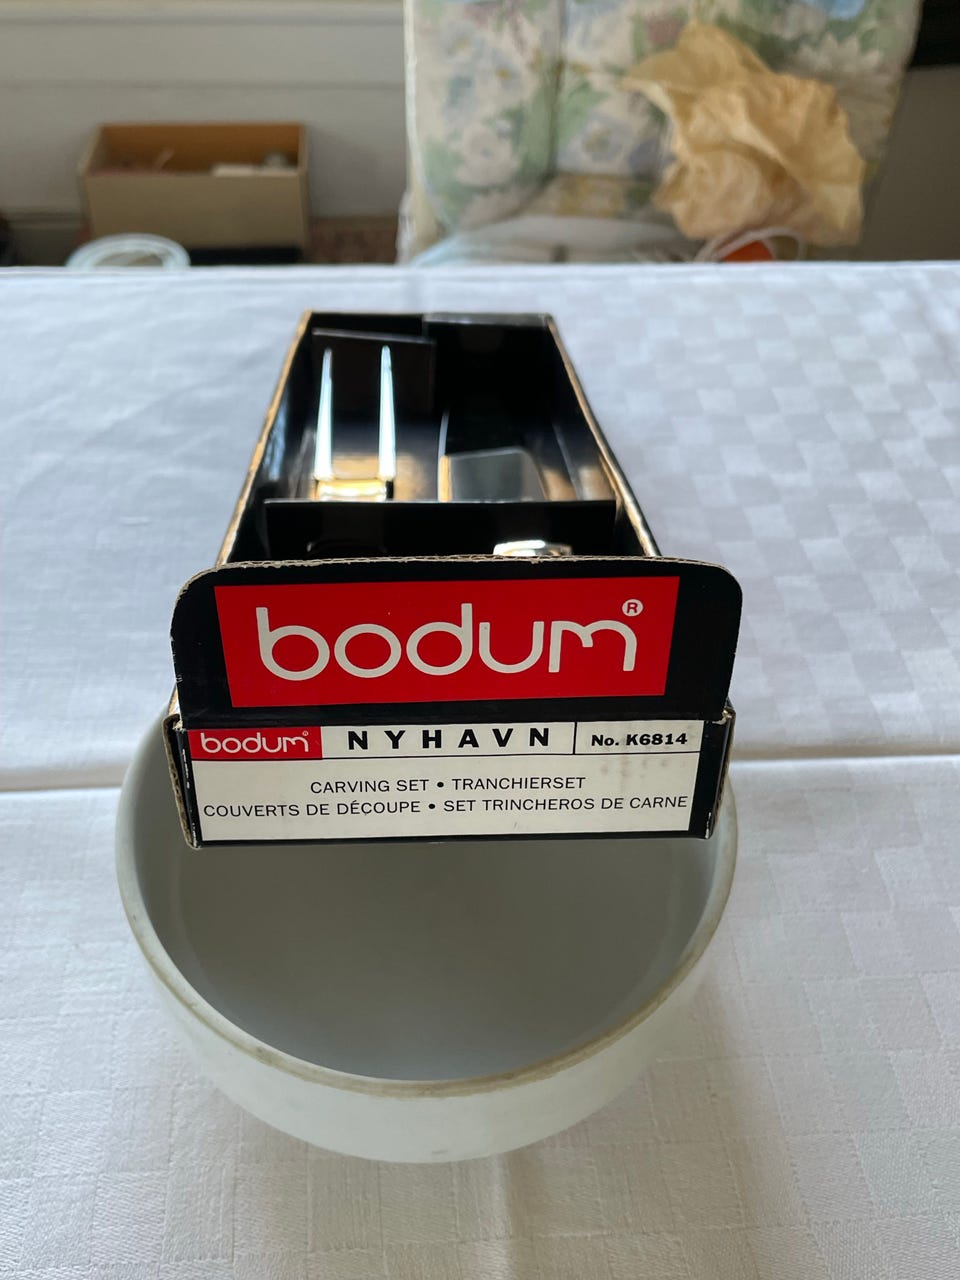 bodum®
bodum® NYHAVN No. K6814
CARVING SET • TRANCHIERSET
COUVERTS DE DÉCOUPE • SET TRINCHEROS DE CARNE